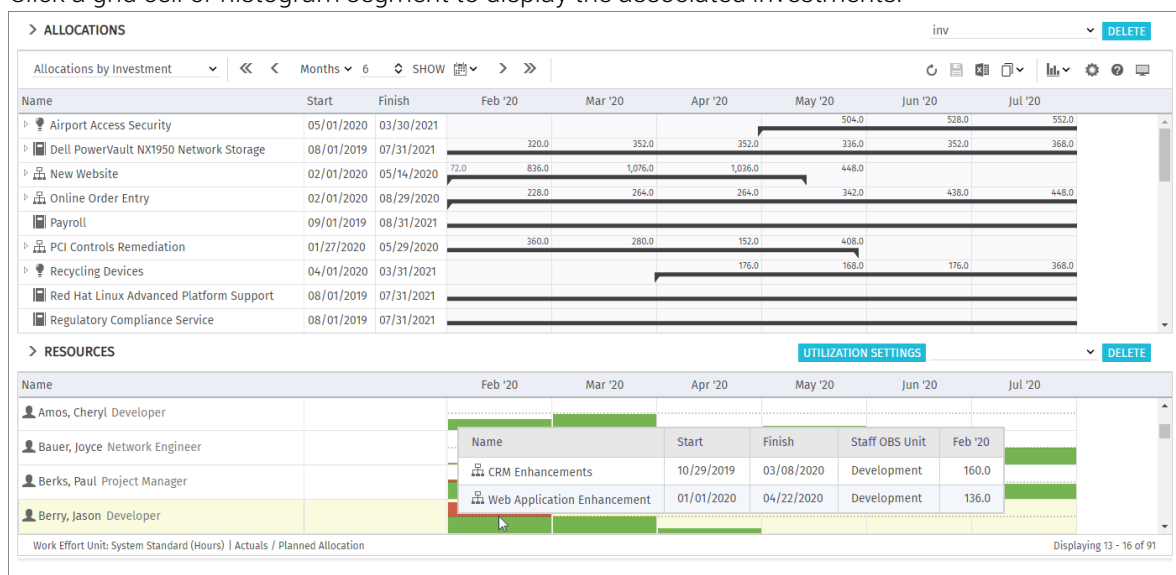 Click a grid cell or histogram segment to display the associated investments.
ALLOCATIONS inv DELETE
Allocations by Investment Months 6 SHOW
Name Start Finish Feb '20 Mar '20 Apr '20 May '20 Jun '20 Jul '20
Airport Access Security 05/01/2020 03/30/2021 504.0 528.0 552.0
Dell PowerVault NX1950 Network Storage 08/01/2019 07/31/2021 320.0 352.0 352.0 336.0 352.0 368.0
New Website 02/01/2020 05/14/2020 72.0 836.0 1,076.0 1,036.0 448.0
Online Order Entry 02/01/2020 08/29/2020 228.0 264.0 264.0 342.0 438.0 448.0
Payroll 09/01/2019 08/31/2021
PCI Controls Remediation 01/27/2020 05/29/2020 360.0 280.0 152.0 408.0
Recycling Devices 04/01/2020 03/31/2021 176.0 168.0 176.0 368.0
Red Hat Linux Advanced Platform Support 08/01/2019 07/31/2021
Regulatory Compliance Service 08/01/2019 07/31/2021
RESOURCES UTILIZATION SETTINGS DELETE
Name Feb '20 Mar '20 Apr '20 May '20 Jun '20 Jul '20
Amos, Cheryl Developer
Bauer, Joyce Network Engineer
Berks, Paul Project Manager
Berry, Jason Developer
Name Start Finish Staff OBS Unit Feb '20
CRM Enhancements 10/29/2019 03/08/2020 Development 160.0
Web Application Enhancement 01/01/2020 04/22/2020 Development 136.0
Work Effort Unit: System Standard (Hours) | Actuals / Planned Allocation Displaying 13 - 16 of 91